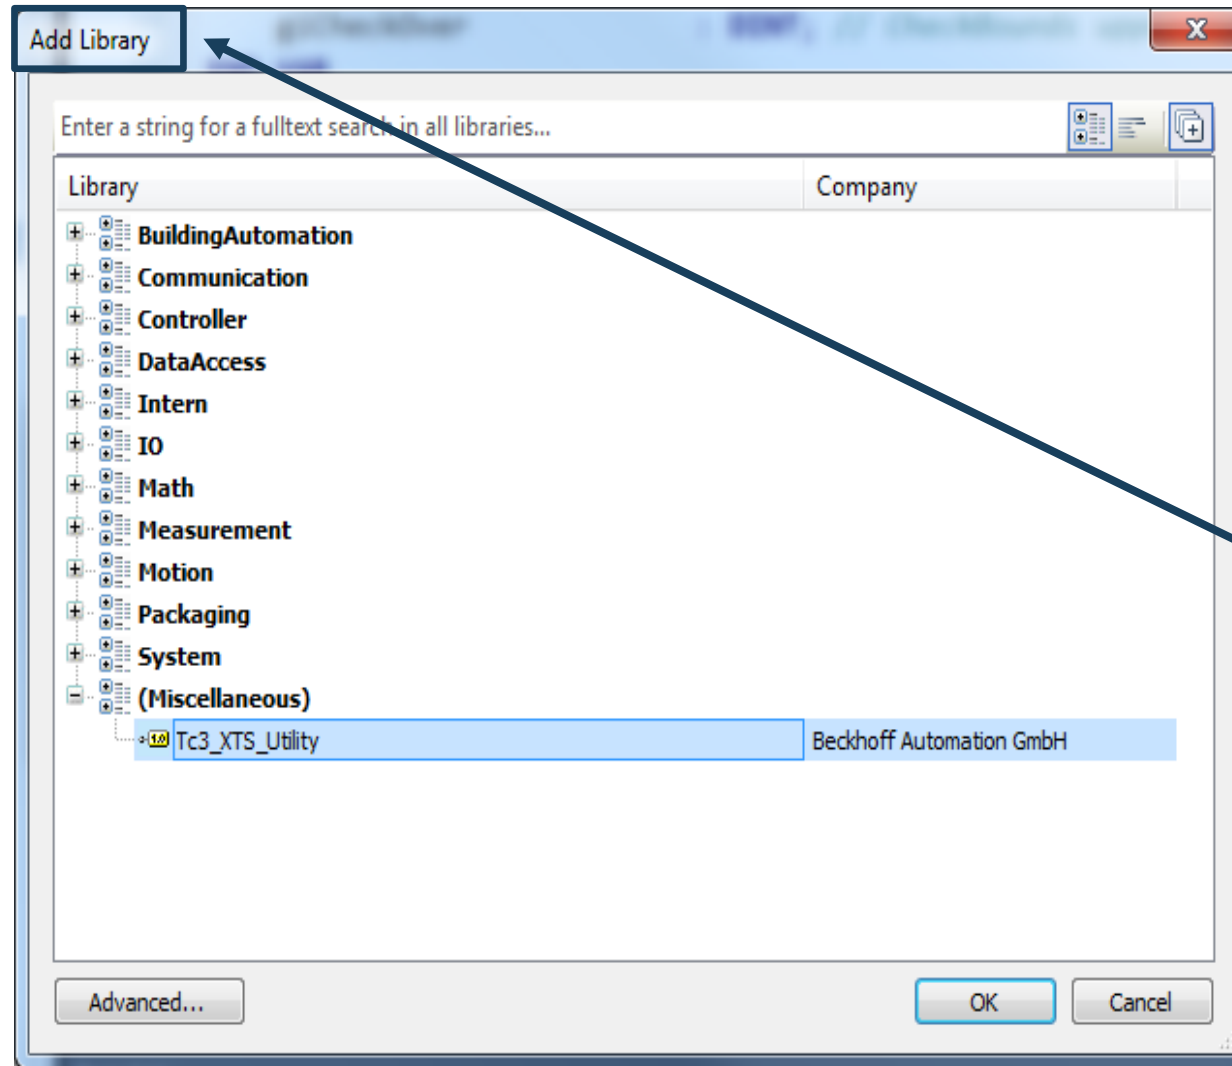 Add Library
Enter a string for a fulltext search in all libraries...
Library Company
BuildingAutomation
Communication
Controller
DataAccess
Intern
IO
Math
Measurement
Motion
Packaging
System
(Miscellaneous)
Tc3_XTS_Utility Beckhoff Automation GmbH
Advanced... OK Cancel